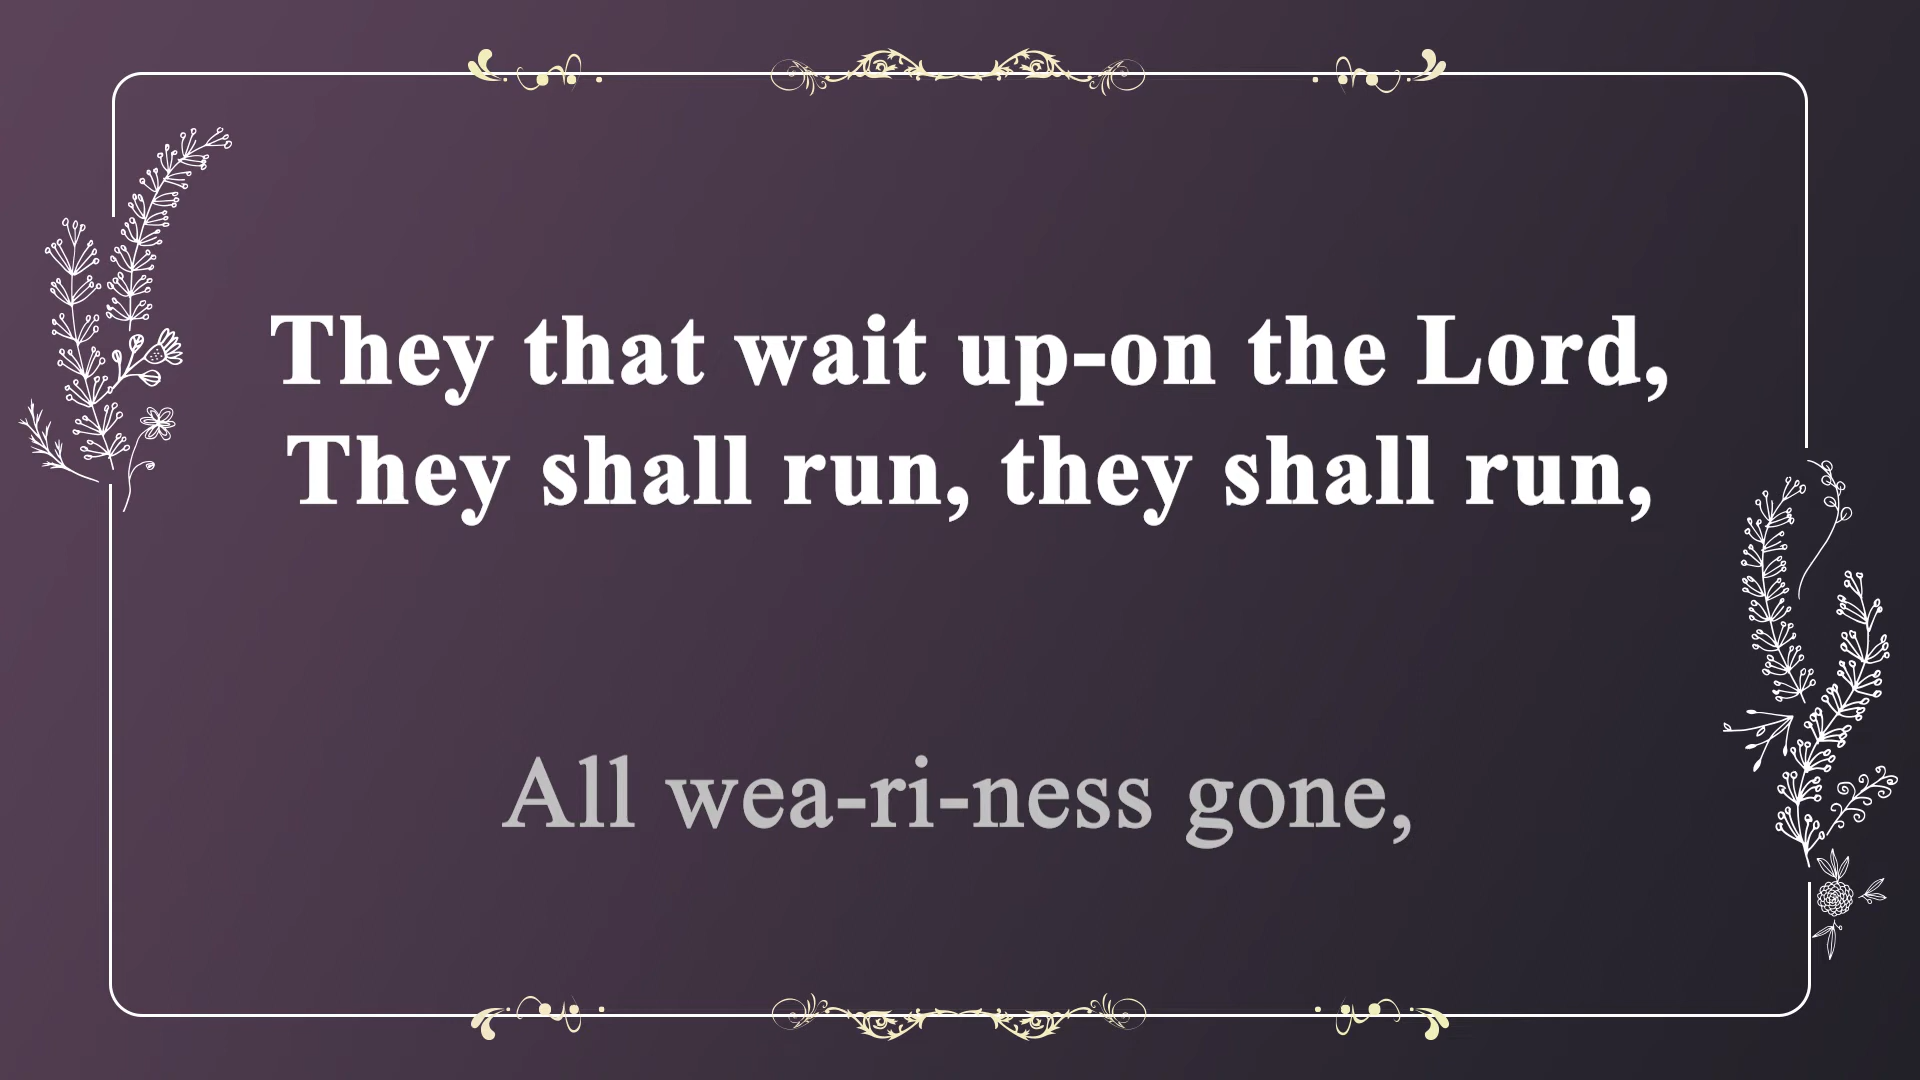 They that wait up-on the Lord,
They shall run, they shall run,
All wea-ri-ness gone,